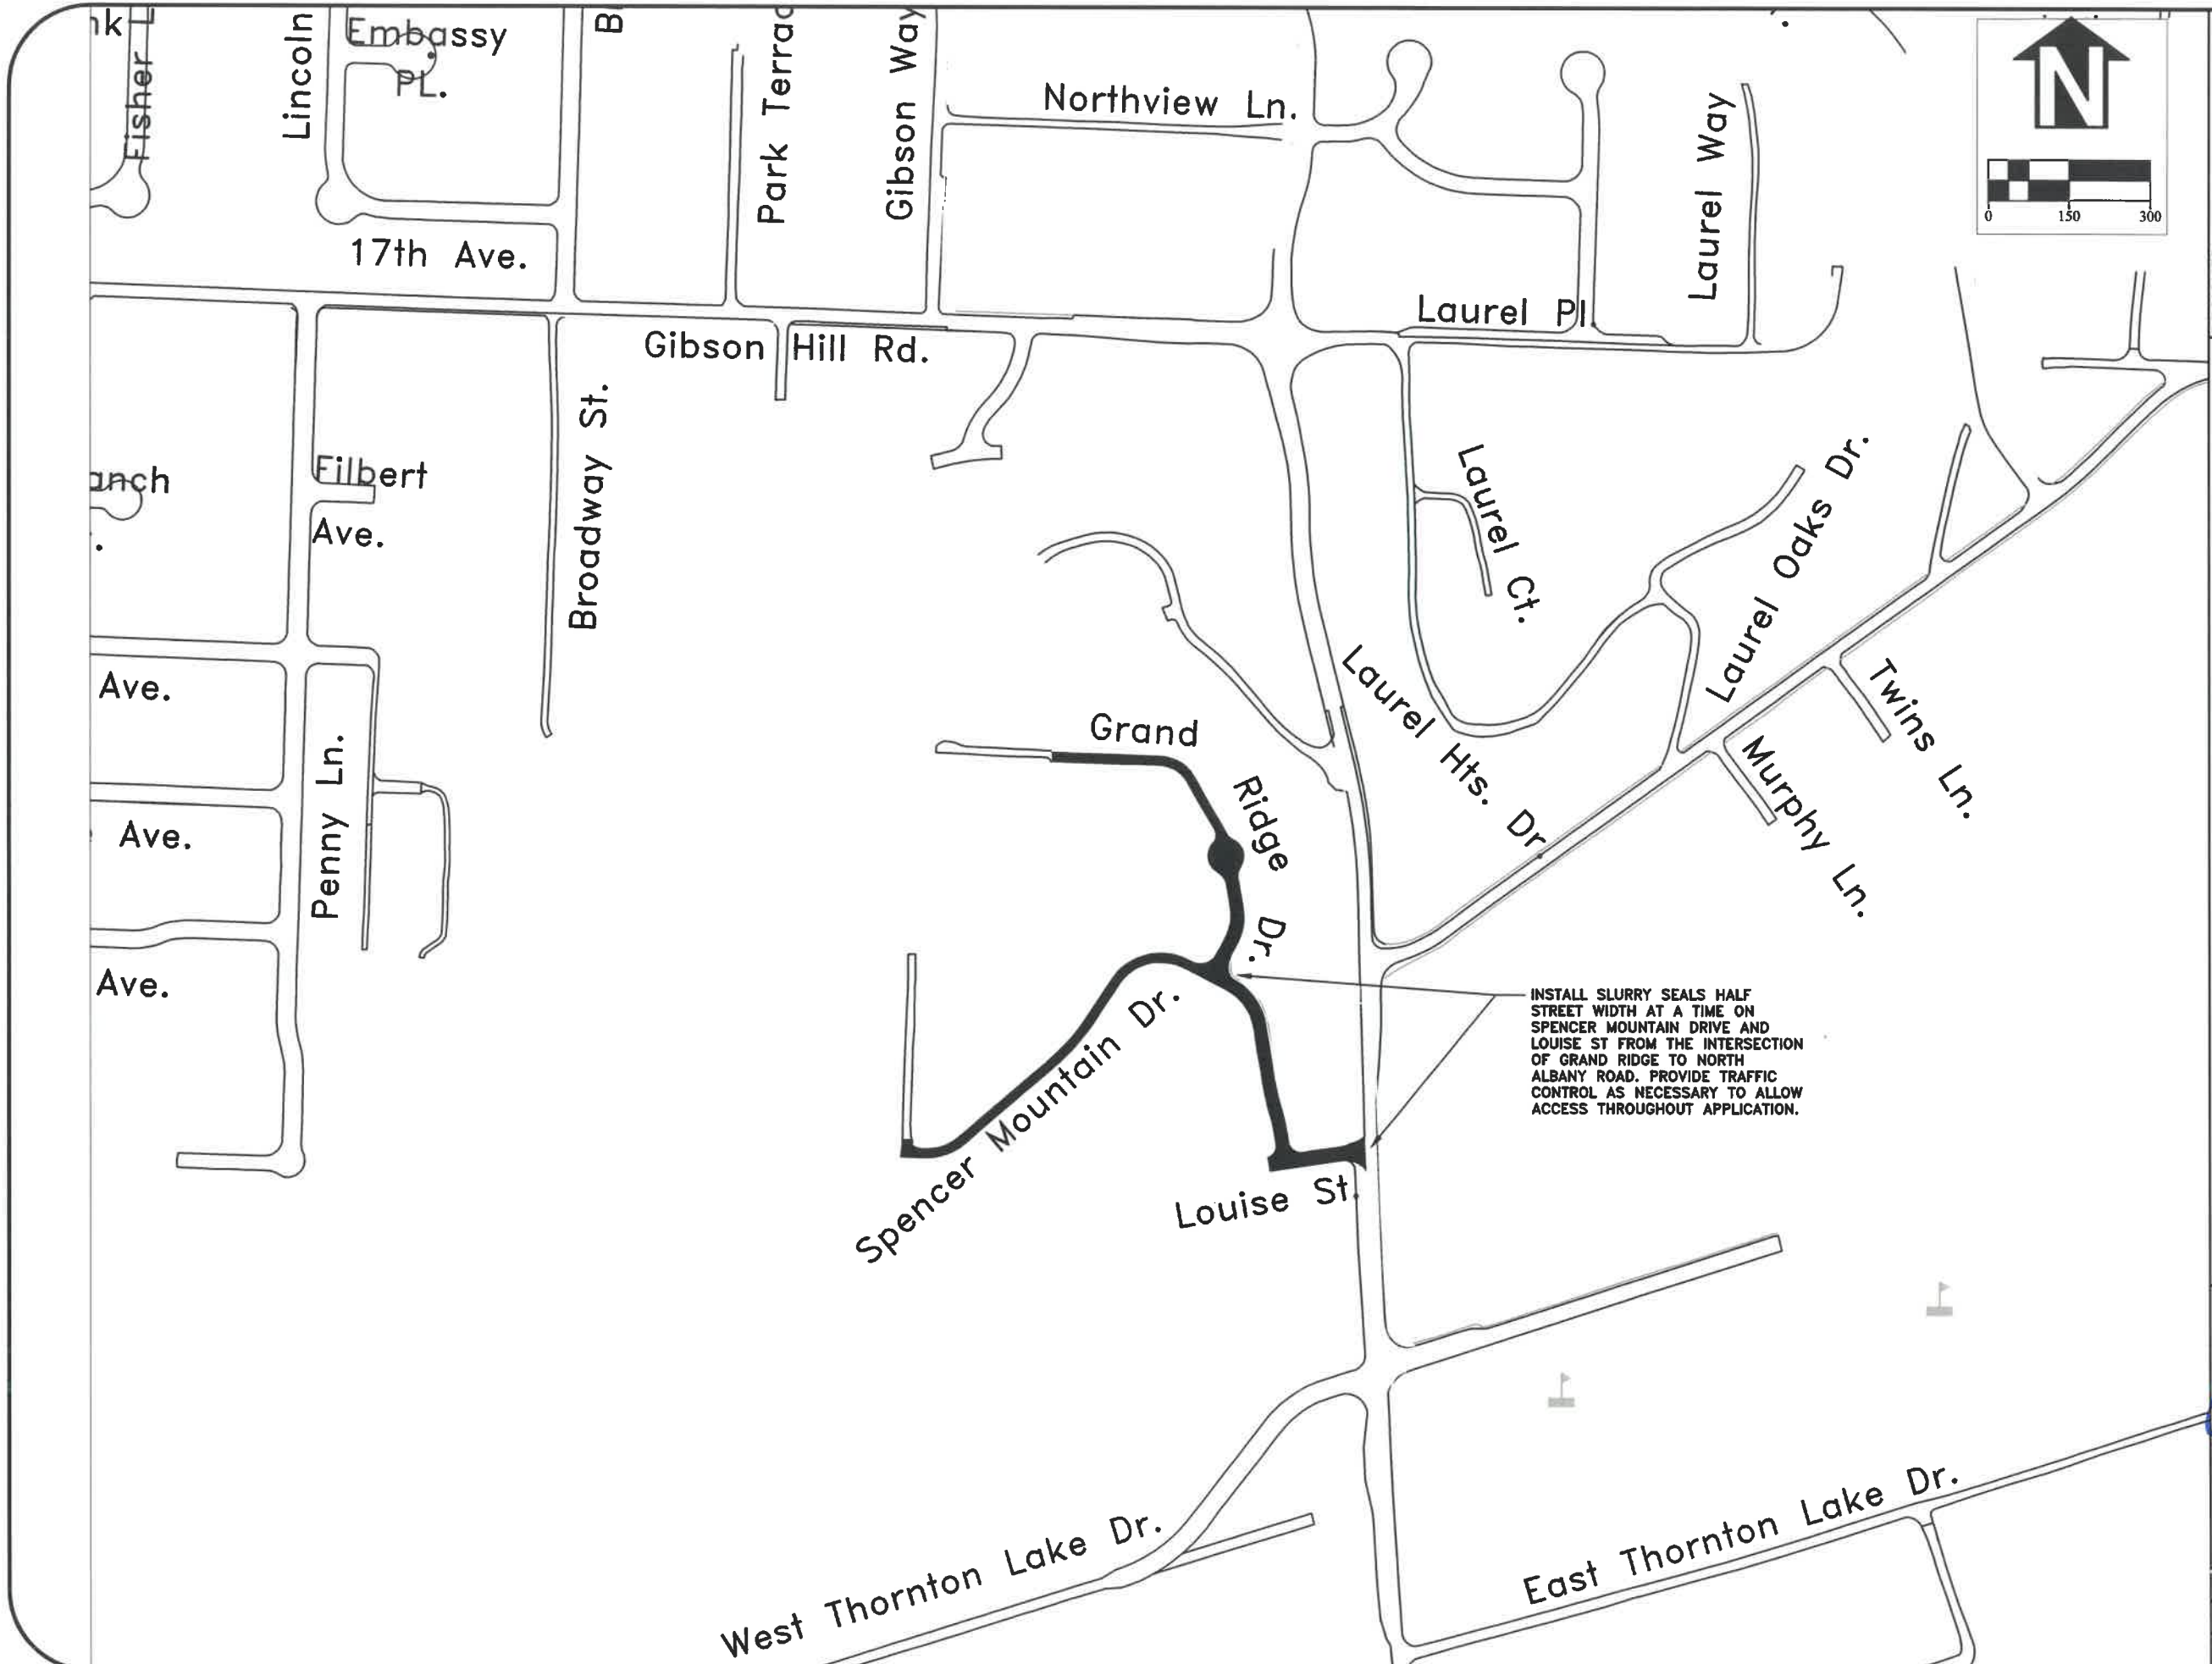 Fisher
Lincoln
Embassy
PL.
Park
Gibson Way
Northview Ln.
Laurel Way
N
0 150 300
17th Ave.
Gibson Hill Rd.
Laurel Pl.
Broadway St.
Filbert
Ave.
Laurel Ct.
Laurel Oaks Dr.
Ave.
Penny Ln.
Grand
Ridge
Dr.
Laurel Hts. Dr.
Twins Ln.
Murphy Ln.
Ave.
Ave.
INSTALL SLURRY SEALS HALF
STREET WIDTH AT A TIME ON
SPENCER MOUNTAIN DRIVE AND
LOUISE ST FROM THE INTERSECTION
OF GRAND RIDGE TO NORTH
ALBANY ROAD. PROVIDE TRAFFIC
CONTROL AS NECESSARY TO ALLOW
ACCESS THROUGHOUT APPLICATION.
Spencer Mountain Dr.
Louise St.
West Thornton Lake Dr.
East Thornton Lake Dr.